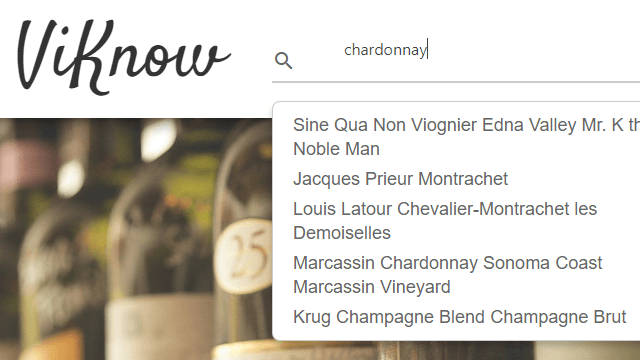 ViKnow
chardonnay
Sine Qua Non Viognier Edna Valley Mr. K
Noble Man
Jacques Prieur Montrachet
Louis Latour Chevalier-Montrachet les
Demoiselles
Marcassin Chardonnay Sonoma Coast
Marcassin Vineyard
Krug Champagne Blend Champagne Brut
25